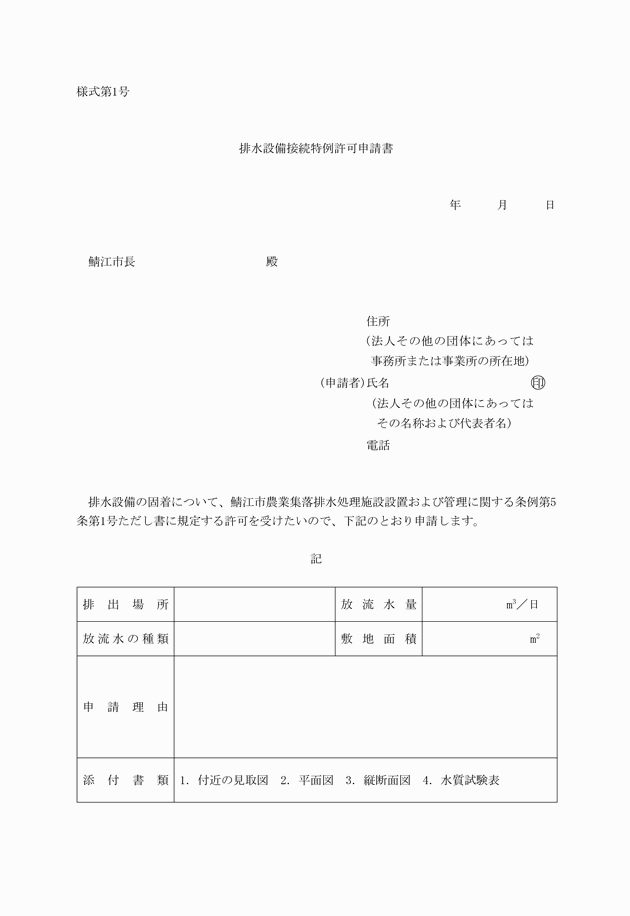 様式第1号
排水設備接続特例許可申請書
年　　　月　　　日
鯖江市長　　　　　　　　　　　殿
住所
(法人その他の団体にあっては
事務所または事業所の所在地)
(申請者)氏名　　　　　　　　　　　　㊞
(法人その他の団体にあっては
その名称および代表者名)
電話
排水設備の固着について、鯖江市農業集落排水処理施設設置および管理に関する条例第5
条第1号ただし書に規定する許可を受けたいので、下記のとおり申請します。
記
排出場所　　　　放流水量　　　　m³／日
放流水の種類　　　　敷地面積　　　　m²
申請理由
添付書類　1. 付近の見取図　2. 平面図　3. 縦断面図　4. 水質試験表